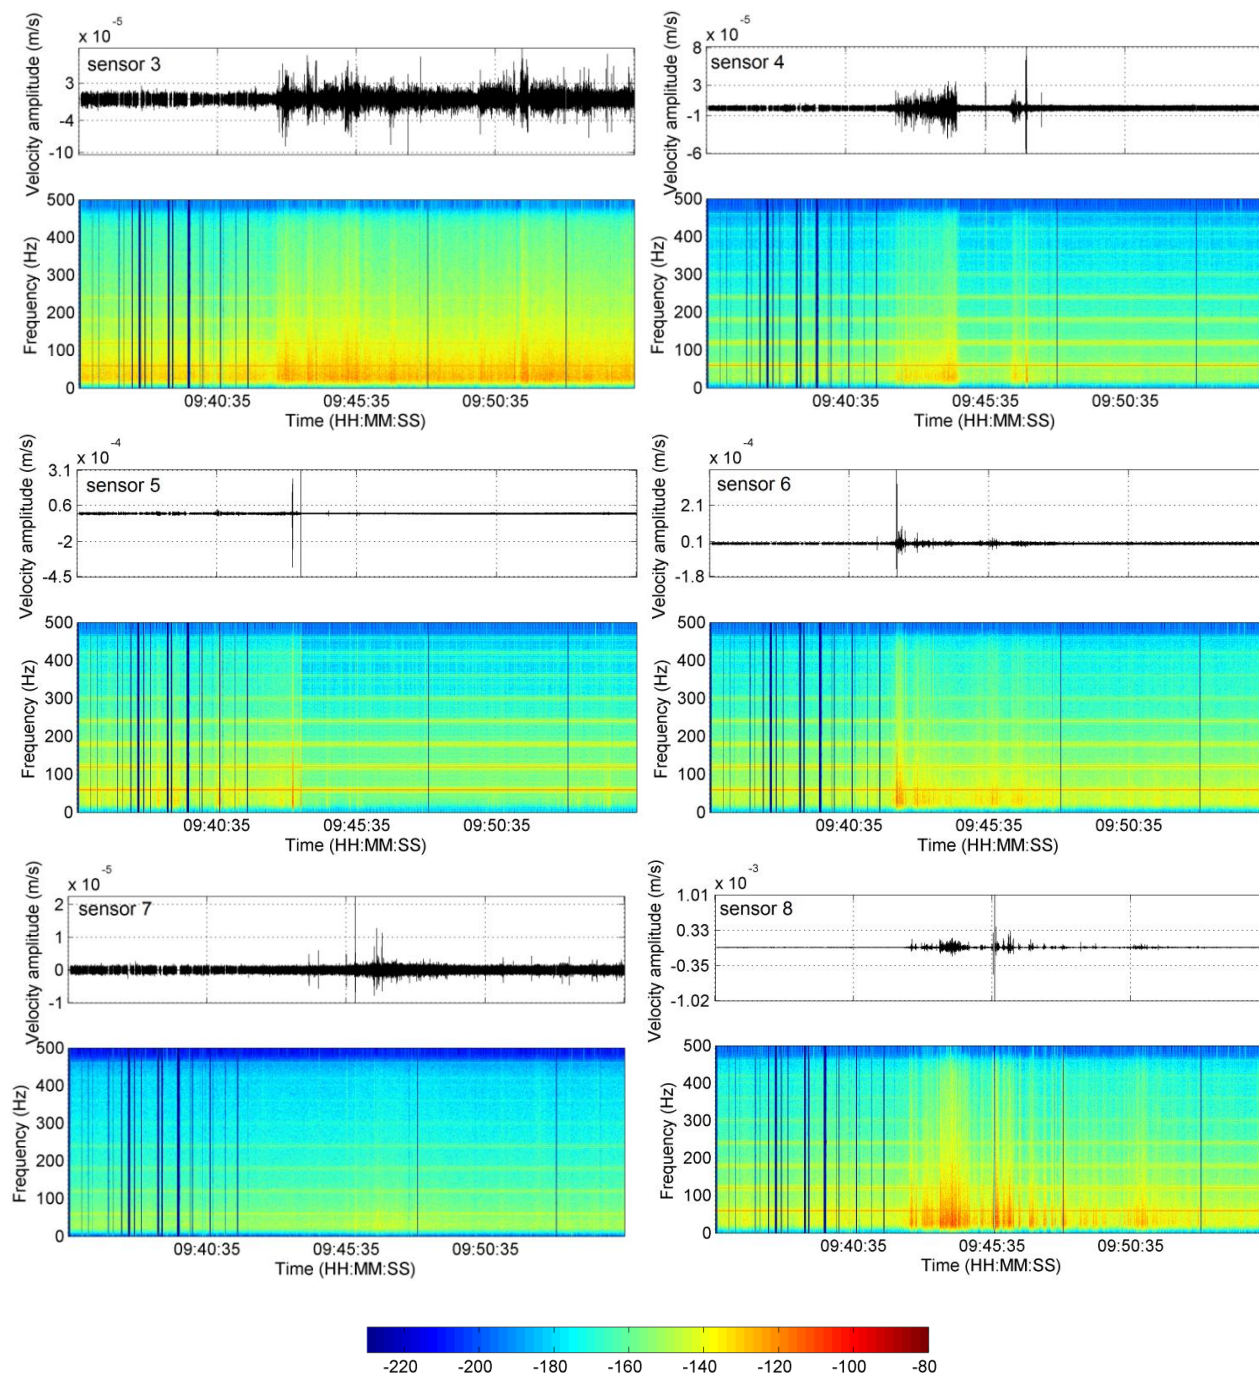 x 10 -5
Velocity amplitude (m/s)
sensor 3
3
-4
-10
500
400
300
200
100
0
Frequency (Hz)
09:40:35 09:45:35 09:50:35
Time (HH:MM:SS)
x 10 -5
Velocity amplitude (m/s)
sensor 4
8
3
-1
-6
500
400
300
200
100
0
Frequency (Hz)
09:40:35 09:45:35 09:50:35
Time (HH:MM:SS)
x 10 -4
Velocity amplitude (m/s)
sensor 5
3.1
0.6
-2
-4.5
500
400
300
200
100
0
Frequency (Hz)
09:40:35 09:45:35 09:50:35
Time (HH:MM:SS)
x 10 -4
Velocity amplitude (m/s)
sensor 6
2.1
0.1
-1.8
500
400
300
200
100
0
Frequency (Hz)
09:40:35 09:45:35 09:50:35
Time (HH:MM:SS)
x 10 -5
Velocity amplitude (m/s)
sensor 7
2
1
0
-1
500
400
300
200
100
0
Frequency (Hz)
09:40:35 09:45:35 09:50:35
Time (HH:MM:SS)
x 10 -3
Velocity amplitude (m/s)
sensor 8
1.01
0.33
-0.35
-1.02
500
400
300
200
100
0
Frequency (Hz)
09:40:35 09:45:35 09:50:35
Time (HH:MM:SS)
-220 -200 -180 -160 -140 -120 -100 -80